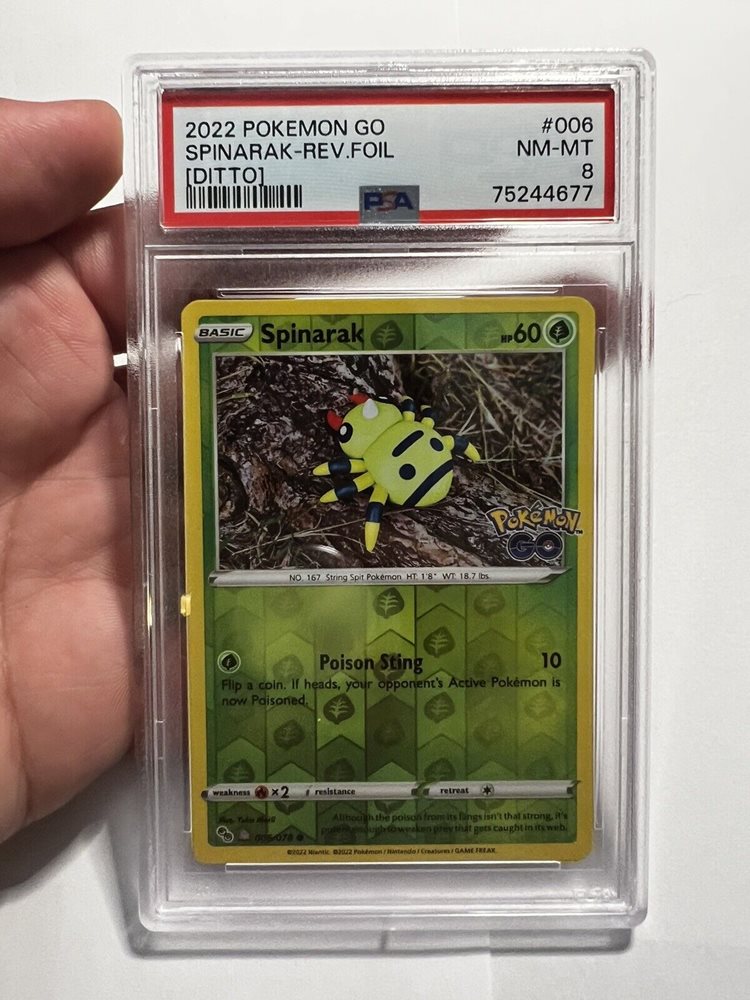 2022 POKEMON GO #006
SPINARAK-REV.FOIL NM-MT
[DITTO] 8
PSA 75244677
BASIC Spinarak HP60
Pokémon
GO
NO. 167 String Spit Pokémon HT: 1'8" WT: 18.7 lbs.
Poison Sting 10
Flip a coin. If heads, your opponent's Active Pokémon is
now Poisoned.
weakness ×2 resistance retreat
Although the poison from its fangs isn't that strong, it's
potent enough to weaken prey that gets caught in its web.
006/078
©2022 Niantic. ©2022 Pokémon / Nintendo / Creatures / GAME FREAK.